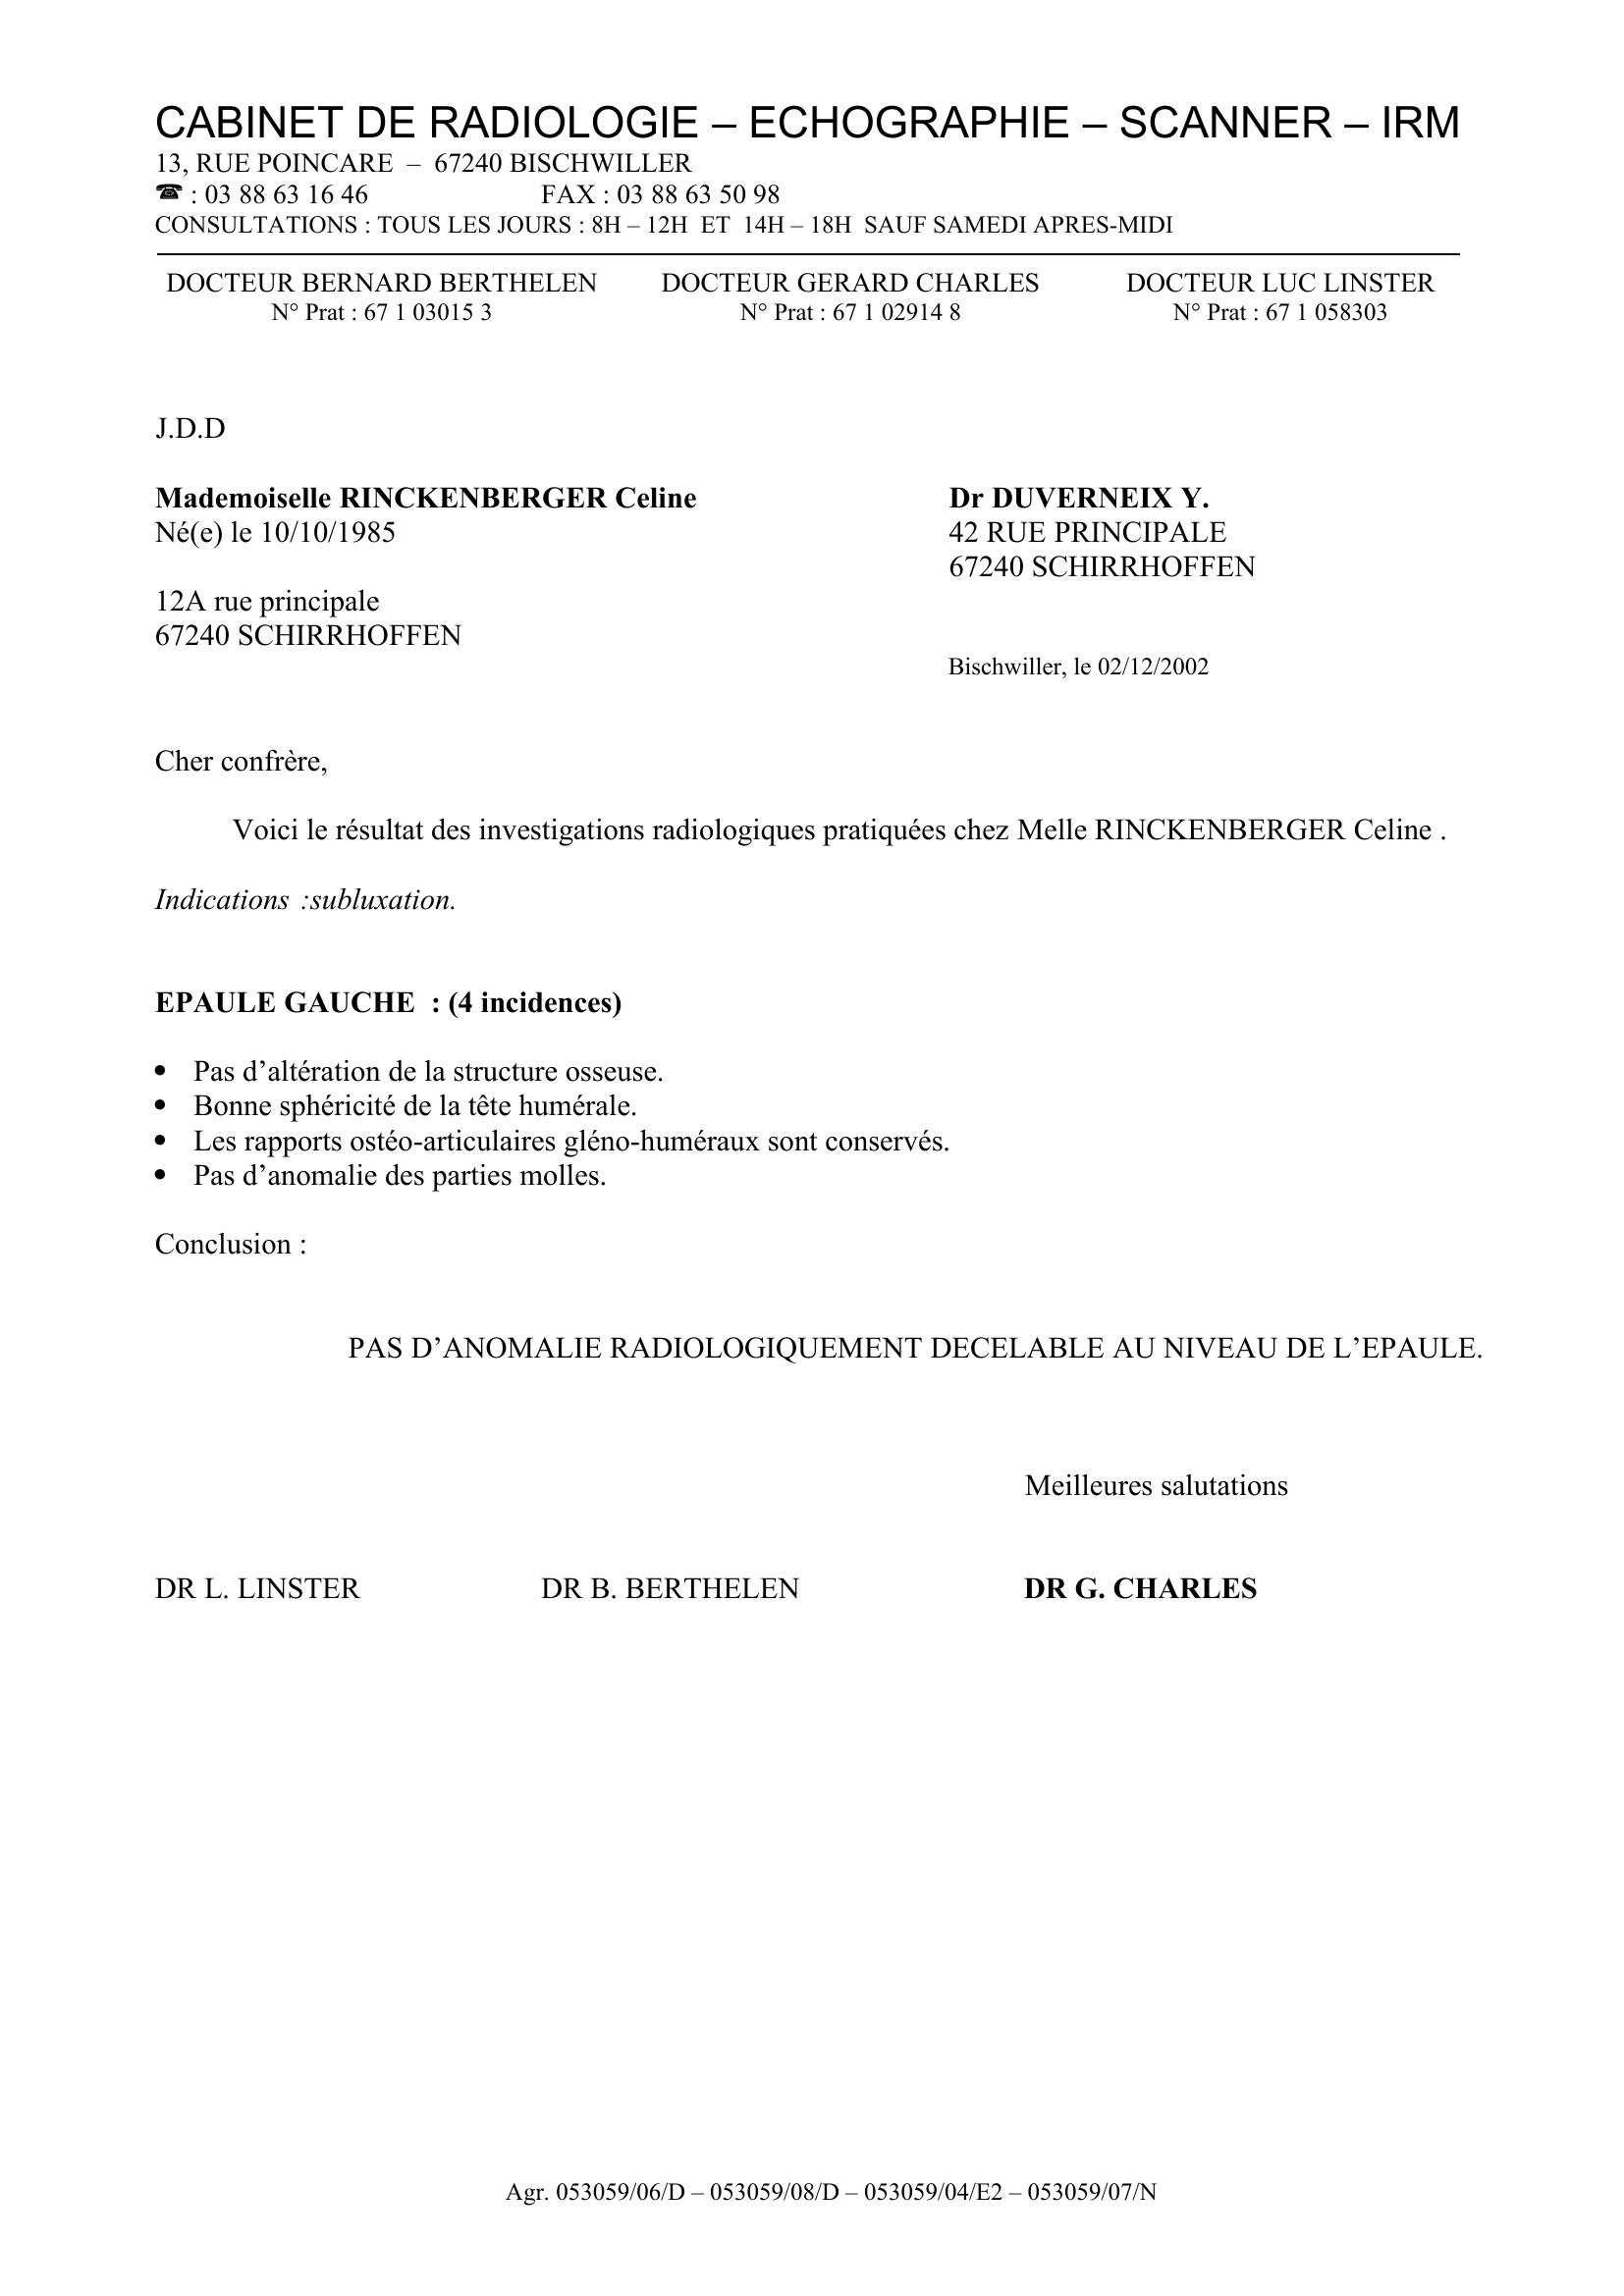 CABINET DE RADIOLOGIE – ECHOGRAPHIE – SCANNER – IRM
13, RUE POINCARE – 67240 BISCHWILLER
☎ : 03 88 63 16 46 FAX : 03 88 63 50 98
CONSULTATIONS : TOUS LES JOURS : 8H – 12H ET 14H – 18H SAUF SAMEDI APRES-MIDI
DOCTEUR BERNARD BERTHELEN DOCTEUR GERARD CHARLES DOCTEUR LUC LINSTER
N° Prat : 67 1 03015 3 N° Prat : 67 1 02914 8 N° Prat : 67 1 058303
J.D.D
Mademoiselle RINCKENBERGER Celine Dr DUVERNEIX Y.
Né(e) le 10/10/1985 42 RUE PRINCIPALE
67240 SCHIRRHOFFEN
12A rue principale
67240 SCHIRRHOFFEN
Bischwiller, le 02/12/2002
Cher confrère,
Voici le résultat des investigations radiologiques pratiquées chez Melle RINCKENBERGER Celine .
Indications :subluxation.
EPAULE GAUCHE : (4 incidences)
• Pas d’altération de la structure osseuse.
• Bonne sphéricité de la tête humérale.
• Les rapports ostéo-articulaires gléno-huméraux sont conservés.
• Pas d’anomalie des parties molles.
Conclusion :
PAS D’ANOMALIE RADIOLOGIQUEMENT DECELABLE AU NIVEAU DE L’EPAULE.
Meilleures salutations
DR L. LINSTER DR B. BERTHELEN DR G. CHARLES
Agr. 053059/06/D – 053059/08/D – 053059/04/E2 – 053059/07/N